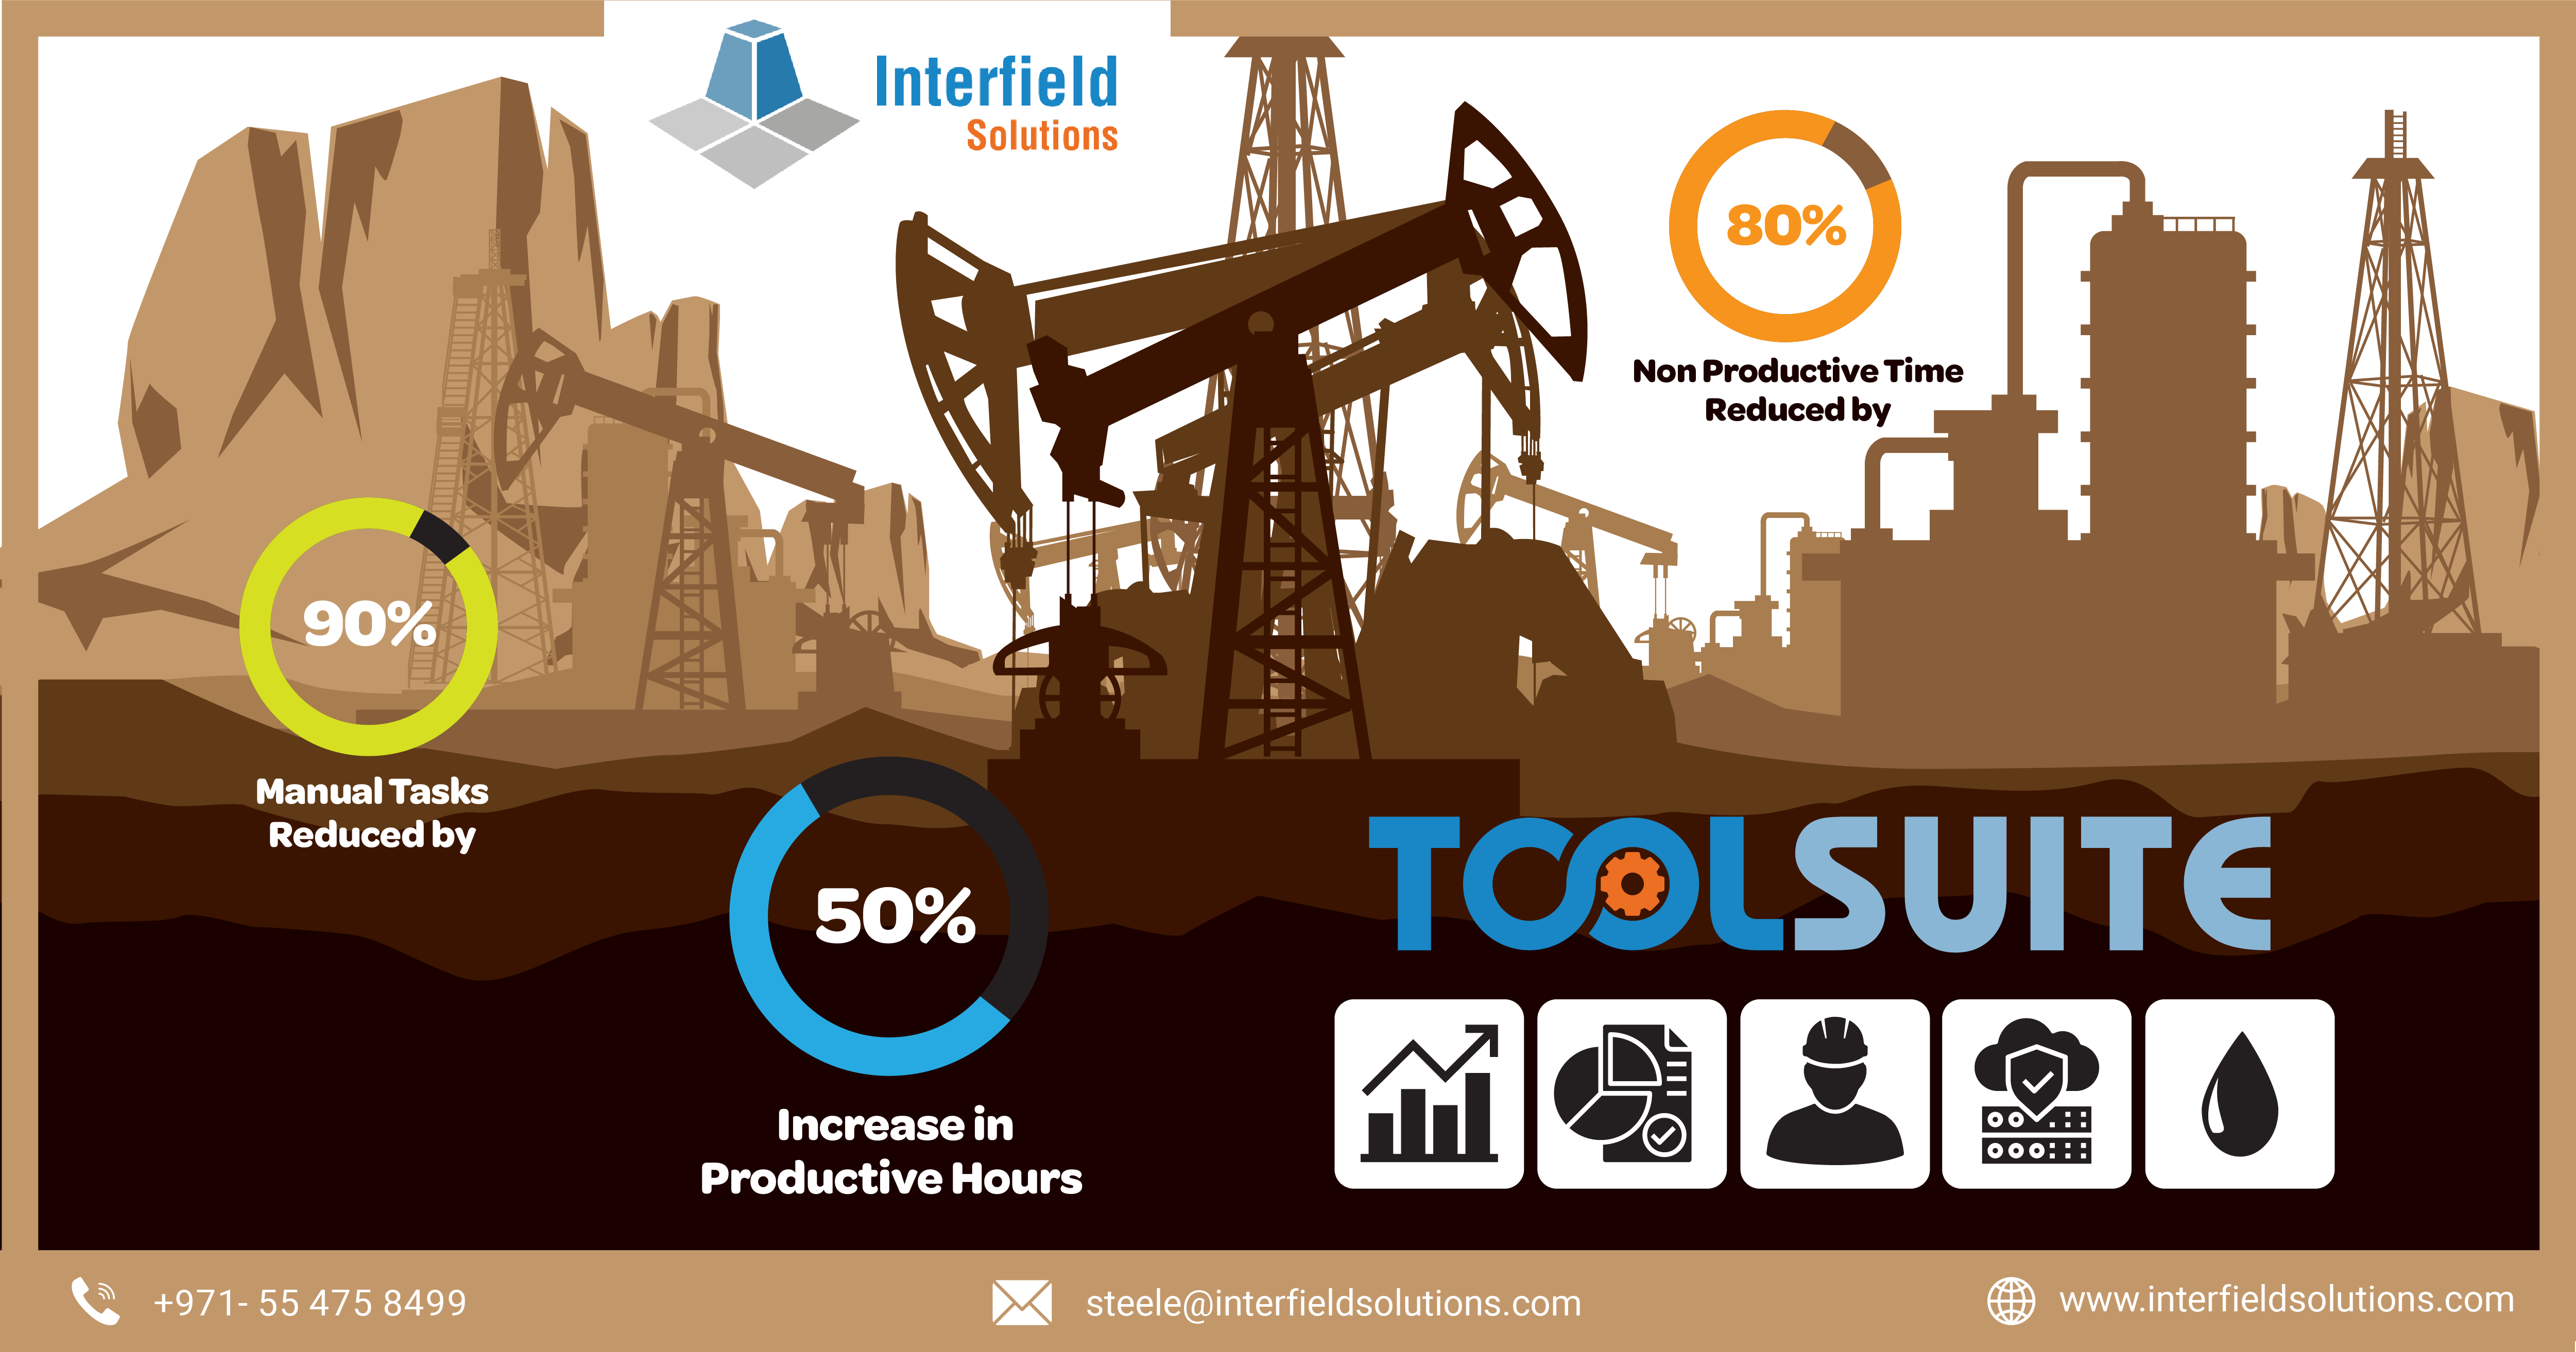 Interfield
Solutions
80%
Non Productive Time
Reduced by
90%
Manual Tasks
Reduced by
50%
Increase in
Productive Hours
TOOLSUITE
+971- 55 475 8499
steele@interfieldsolutions.com
www.interfieldsolutions.com